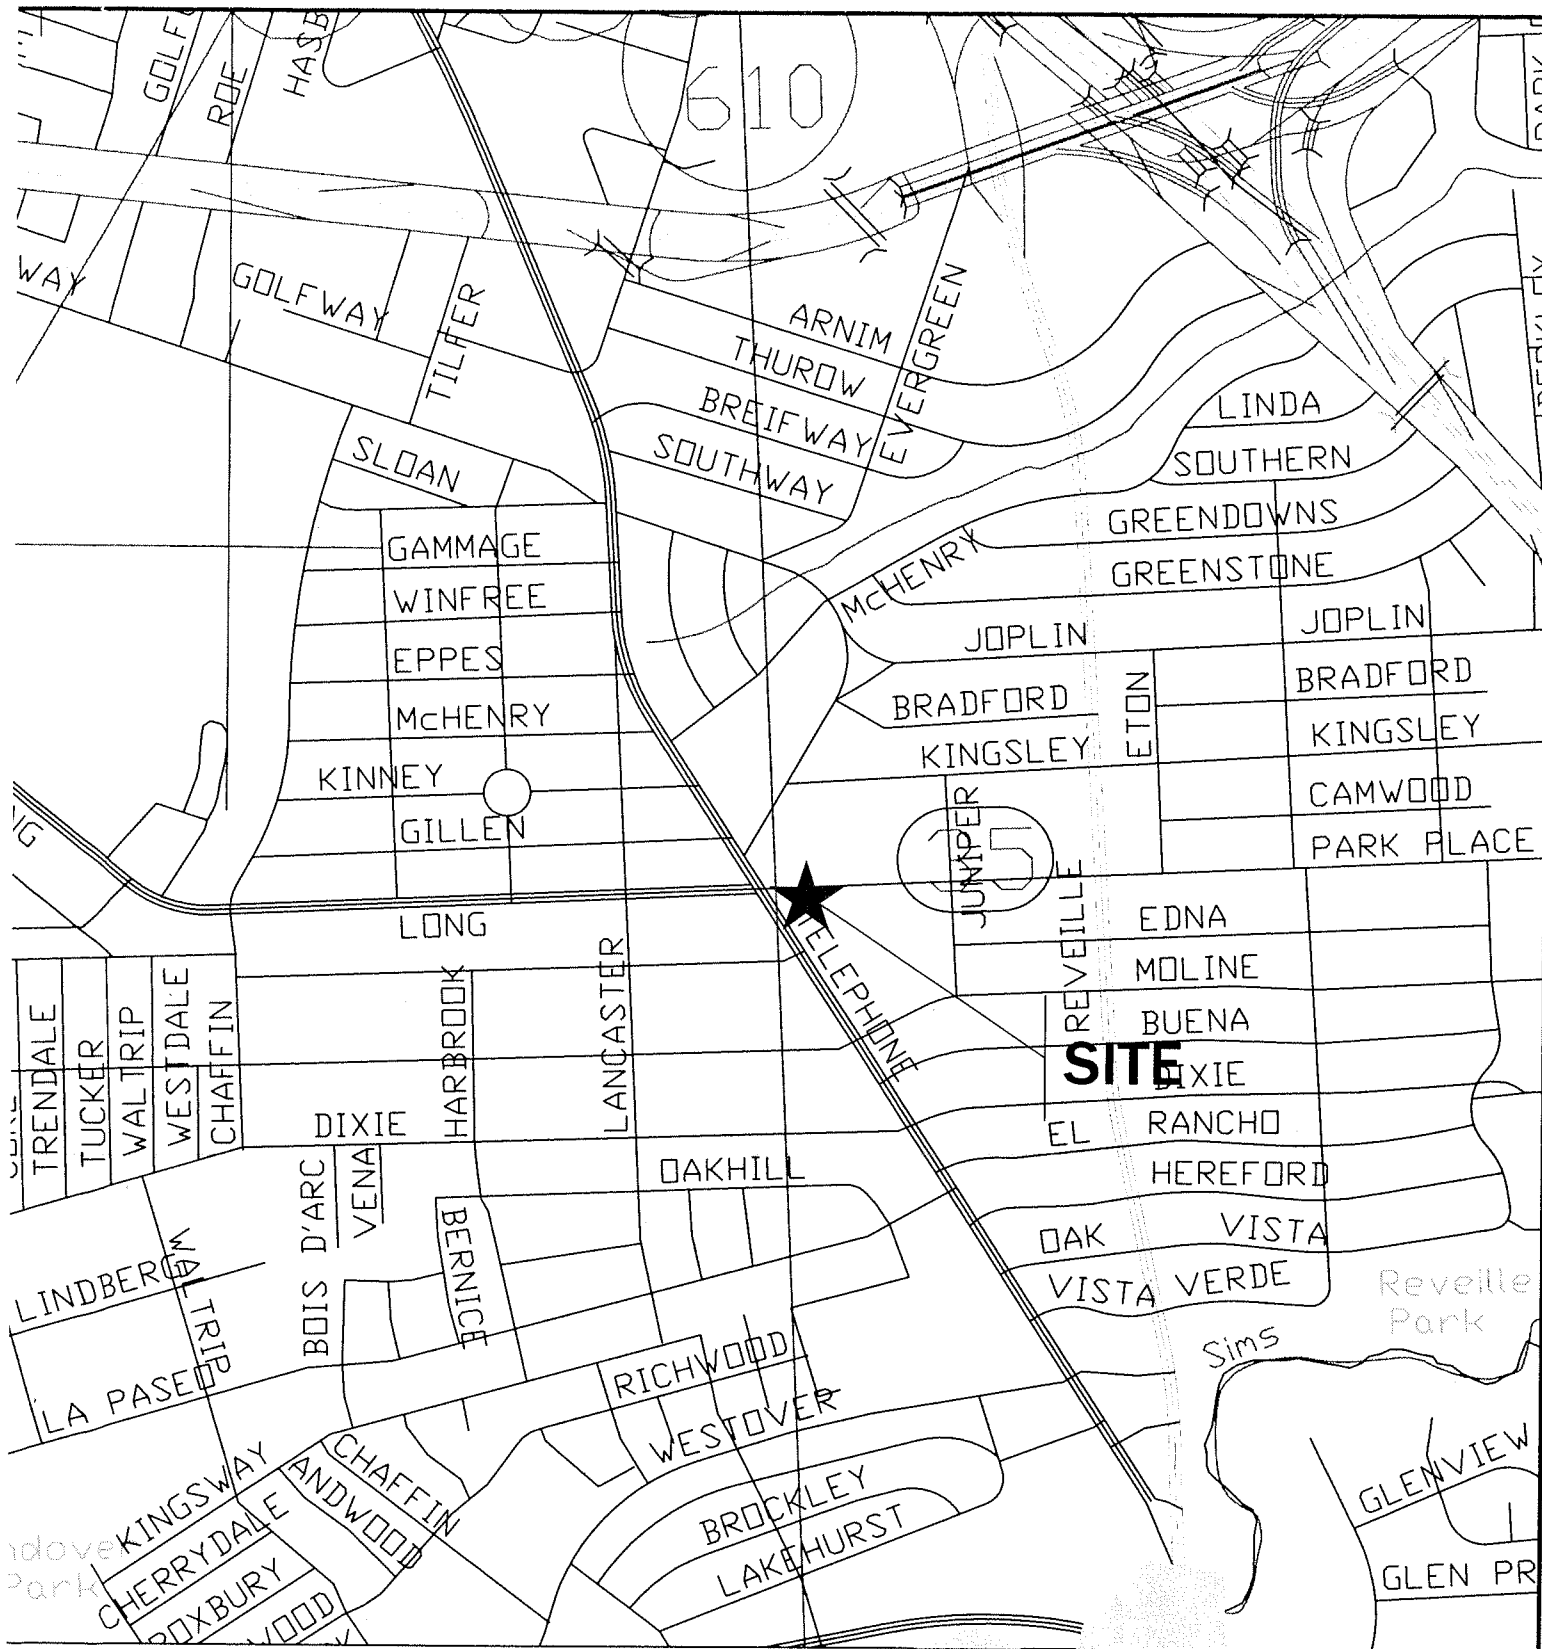 GOLF
ROE
HASB
610
WAY
GOLFWAY
TILFER
ARNIM
THUROW
BREIFWAY
SOUTHWAY
EVERGREEN
LINDA
SOUTHERN
GREENDOWNS
GREENSTONE
McHENRY
SLOAN
GAMMAGE
WINFREE
EPPES
McHENRY
KINNEY
GILLEN
JOPLIN
JOPLIN
BRADFORD
BRADFORD
ETON
KINGSLEY
KINGSLEY
CAMWOOD
PARK PLACE
JUNIPER
35
REVEILLE
LONG
TELEPHONE
EDNA
MOLINE
BUENA
SITE
DIXIE
EL RANCHO
HEREFORD
OAK VISTA
VISTA VERDE
TRENDALE
TUCKER
WALTRIP
WESTDALE
CHAFFIN
HARBROOK
LANCASTER
DIXIE
BOIS D'ARC
VENA
OAKHILL
BERNICE
WALTRIP
LINDBERG
LA PASEO
Reveille
Park
Sims
RICHWOOD
WESTOVER
KINGSWAY
CHAFFIN
ANDWOOD
CHERRYDALE
ROXBURY
WOOD
BROCKLEY
LAKEHURST
GLENVIEW
GLEN PR
ndover
Park